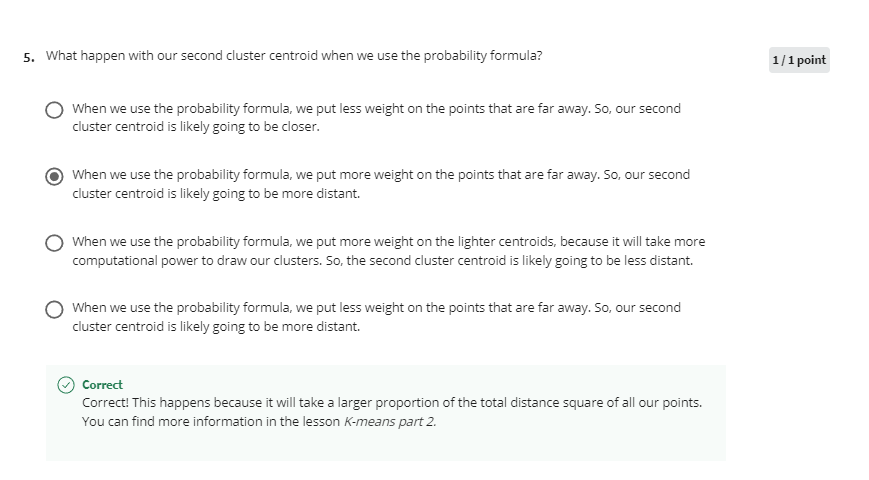 5. What happen with our second cluster centroid when we use the probability formula?
1 / 1 point
When we use the probability formula, we put less weight on the points that are far away. So, our second
cluster centroid is likely going to be closer.
When we use the probability formula, we put more weight on the points that are far away. So, our second
cluster centroid is likely going to be more distant.
When we use the probability formula, we put more weight on the lighter centroids, because it will take more
computational power to draw our clusters. So, the second cluster centroid is likely going to be less distant.
When we use the probability formula, we put less weight on the points that are far away. So, our second
cluster centroid is likely going to be more distant.
Correct
Correct! This happens because it will take a larger proportion of the total distance square of all our points.
You can find more information in the lesson K-means part 2.